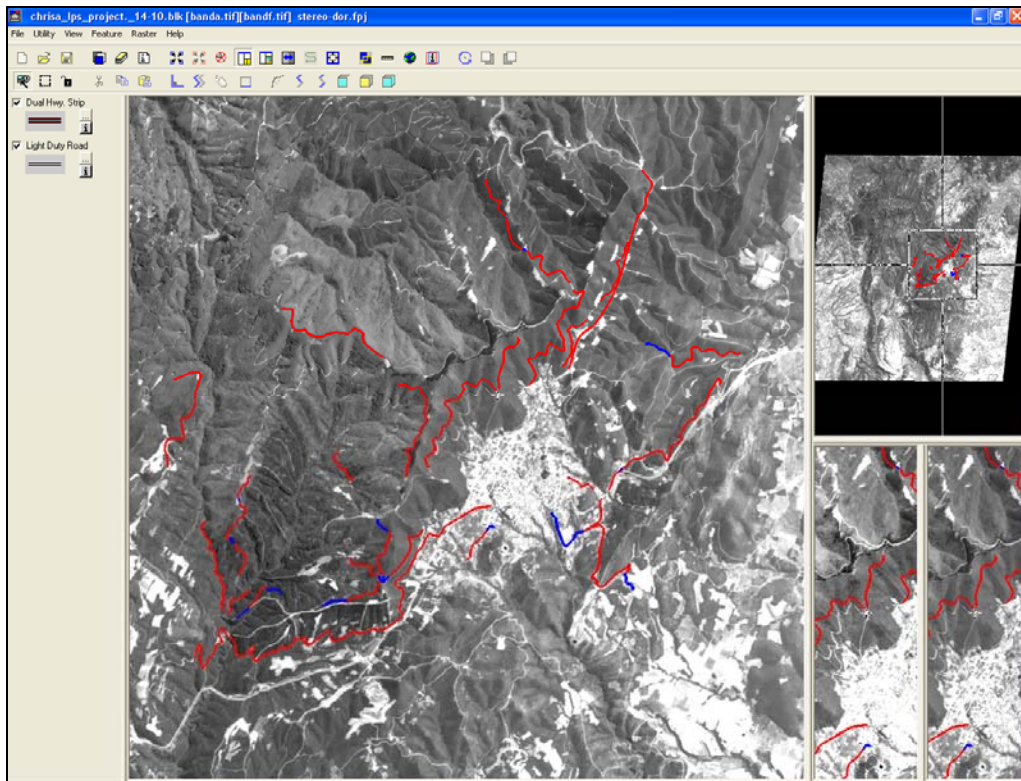 chrisa_lps_project._14-10.blk [banda.tif][bandf.tif] stereo-dor.fpj
File Utility View Feature Raster Help
Dual Hwy. Strip
Light Duty Road